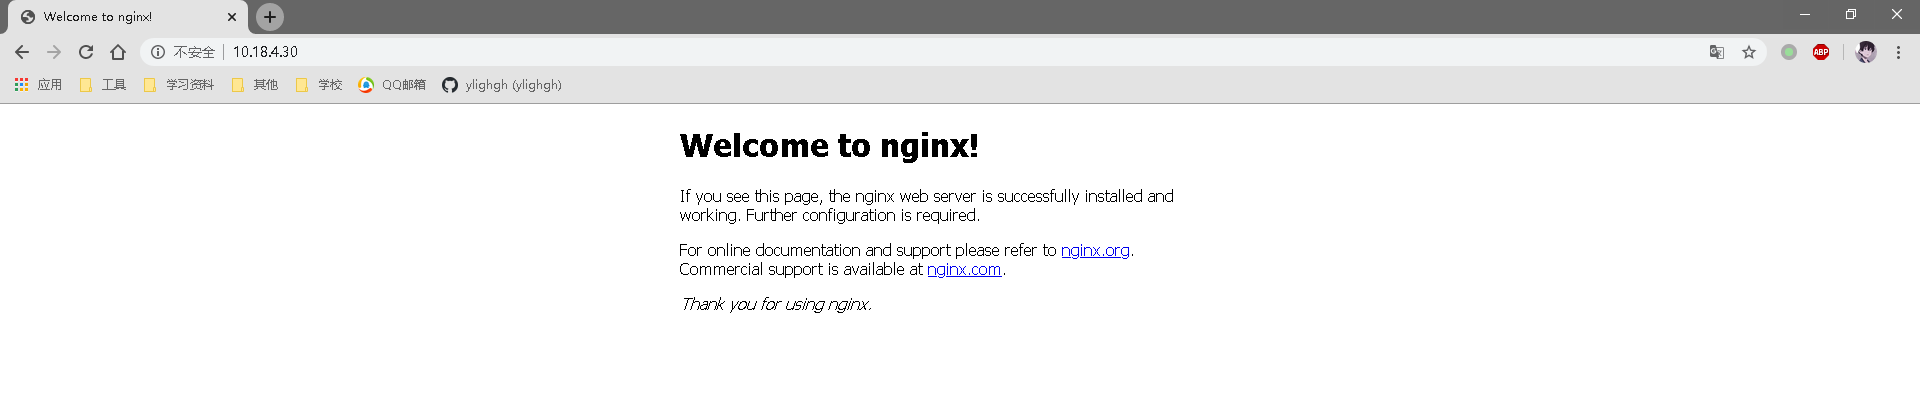 Welcome to nginx!
不安全 10.18.4.30
应用 工具 学习资料 其他 学校 QQ邮箱 ylighgh (ylighgh)
ABP
Welcome to nginx!
If you see this page, the nginx web server is successfully installed and
working. Further configuration is required.
For online documentation and support please refer to nginx.org.
Commercial support is available at nginx.com.
Thank you for using nginx.